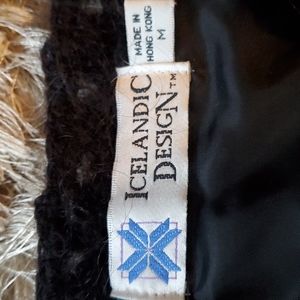 MADE IN
HONG KONG
M
ICELANDIC
DESIGN™